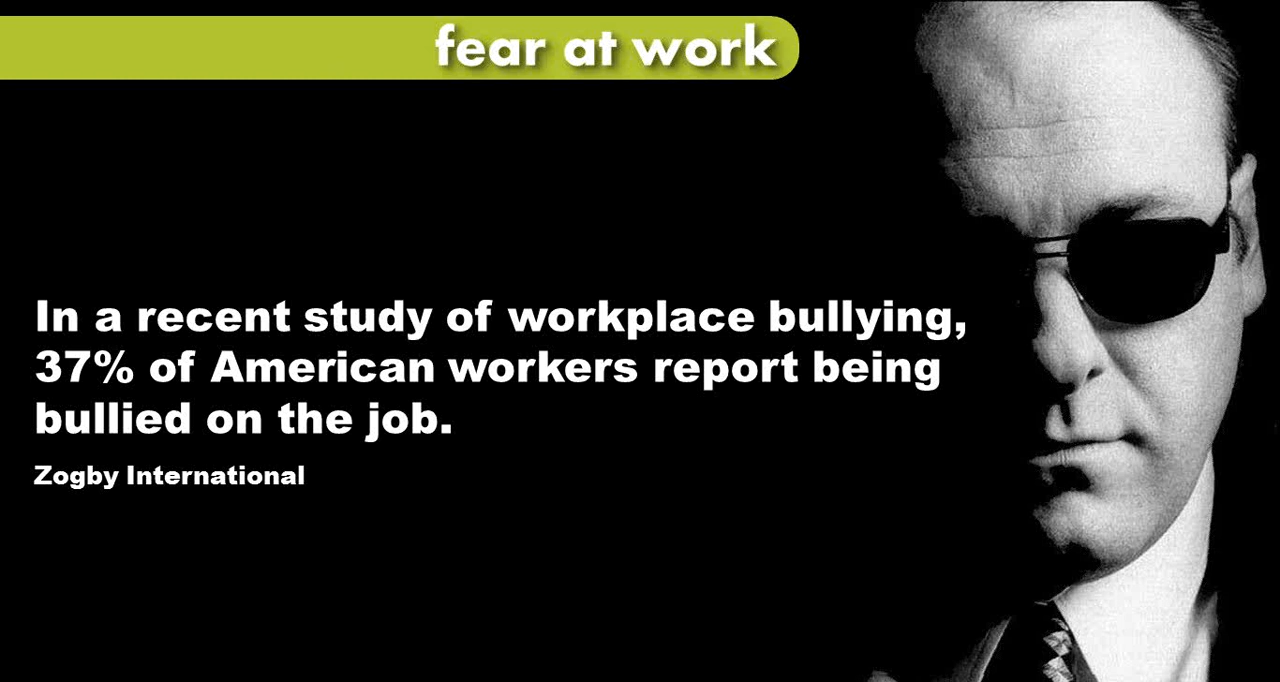 fear at work
In a recent study of workplace bullying,
37% of American workers report being
bullied on the job.
Zogby International